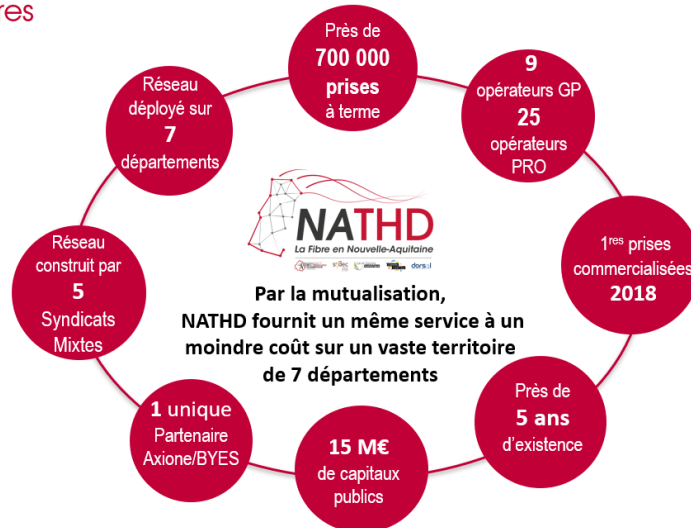 res
Près de
700 000
prises
à terme
9
opérateurs GP
25
opérateurs
PRO
1res prises
commercialisées
2018
Près de
5 ans
d'existence
15 M€
de capitaux
publics
1 unique
Partenaire
Axione/BYES
Réseau
construit par
5
Syndicats
Mixtes
Réseau
déployé sur
7
départements
NATHD
La Fibre en Nouvelle-Aquitaine
dorsal
Par la mutualisation,
NATHD fournit un même service à un
moindre coût sur un vaste territoire
de 7 départements